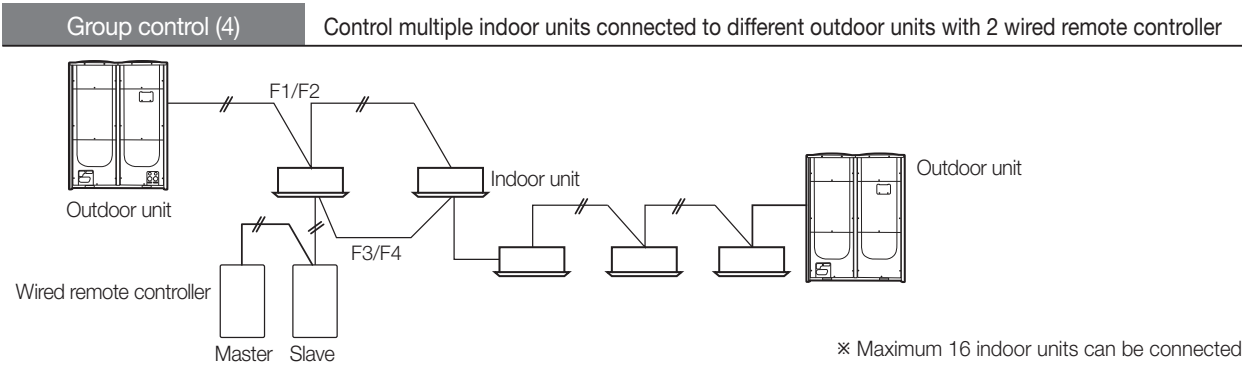 Group control (4)
Control multiple indoor units connected to different outdoor units with 2 wired remote controller
F1/F2
Indoor unit
Outdoor unit
Outdoor unit
F3/F4
Wired remote controller
Master Slave
※ Maximum 16 indoor units can be connected